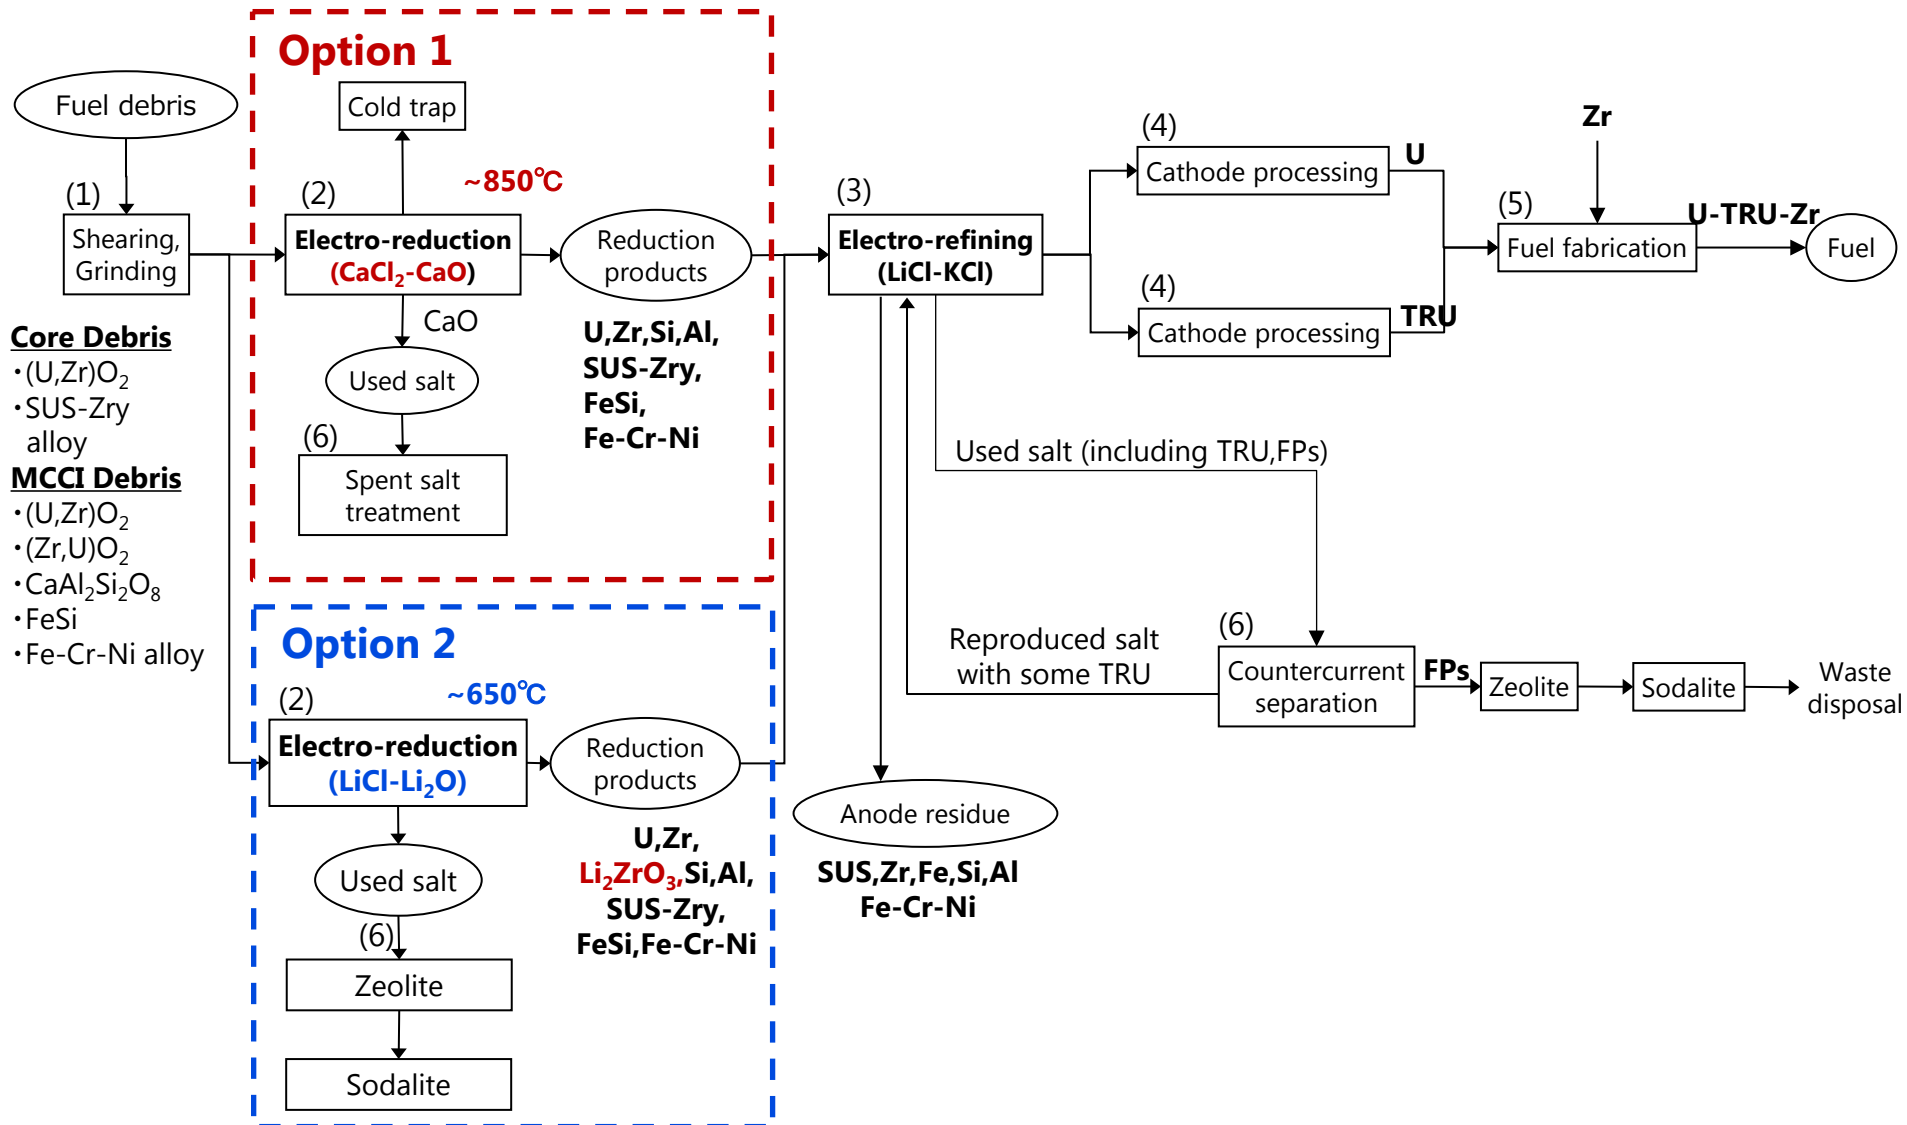 Fuel debris
(1)
Shearing,
Grinding
Core Debris
・(U,Zr)O₂
・SUS-Zry
alloy
MCCI Debris
・(U,Zr)O₂
・(Zr,U)O₂
・CaAl₂Si₂O₈
・FeSi
・Fe-Cr-Ni alloy
Option 1
Cold trap
~850℃
(2)
Electro-reduction
(CaCl₂-CaO)
Reduction
products
CaO
Used salt
(6)
Spent salt
treatment
U,Zr,Si,Al,
SUS-Zry,
FeSi,
Fe-Cr-Ni
Option 2
~650℃
(2)
Electro-reduction
(LiCl-Li₂O)
Reduction
products
Used salt
(6)
Zeolite
Sodalite
U,Zr,
Li₂ZrO₃,Si,Al,
SUS-Zry,
FeSi,Fe-Cr-Ni
(3)
Electro-refining
(LiCl-KCl)
(4)
Cathode processing
U
(4)
Cathode processing
TRU
Zr
(5)
Fuel fabrication
U-TRU-Zr
Fuel
Used salt (including TRU,FPs)
Reproduced salt
with some TRU
(6)
Countercurrent
separation
FPs
Zeolite
Sodalite
Waste
disposal
Anode residue
SUS,Zr,Fe,Si,Al
Fe-Cr-Ni